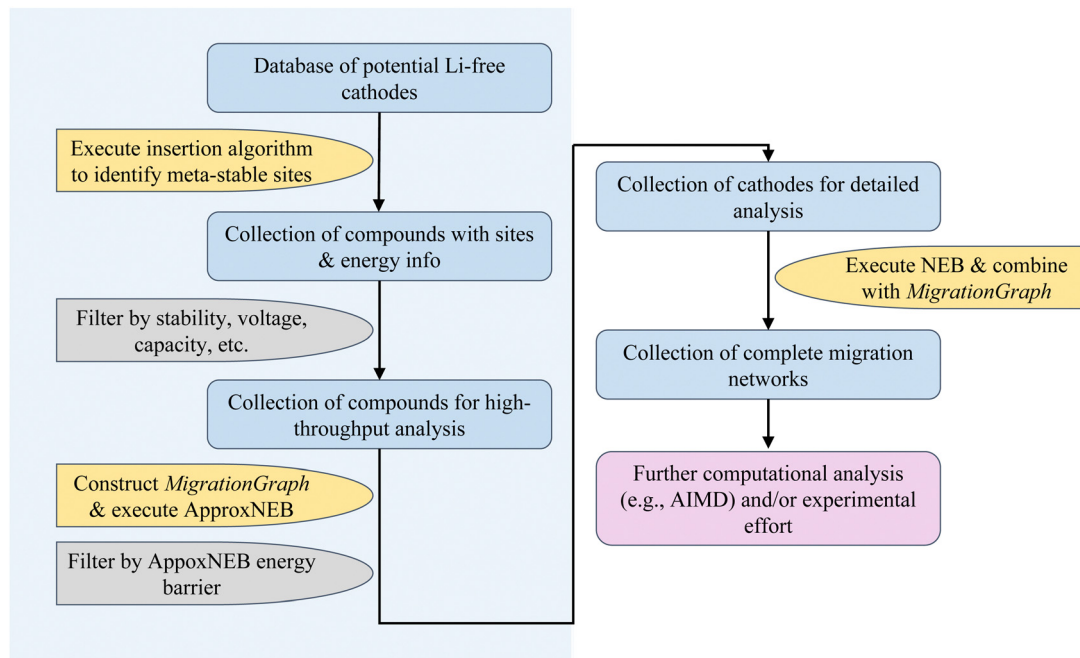 Database of potential Li-free
cathodes
Execute insertion algorithm
to identify meta-stable sites
Collection of compounds with sites
& energy info
Filter by stability, voltage,
capacity, etc.
Collection of compounds for high-
throughput analysis
Construct MigrationGraph
& execute ApproxNEB
Filter by AppoxNEB energy
barrier
Collection of cathodes for detailed
analysis
Execute NEB & combine
with MigrationGraph
Collection of complete migration
networks
Further computational analysis
(e.g., AIMD) and/or experimental
effort